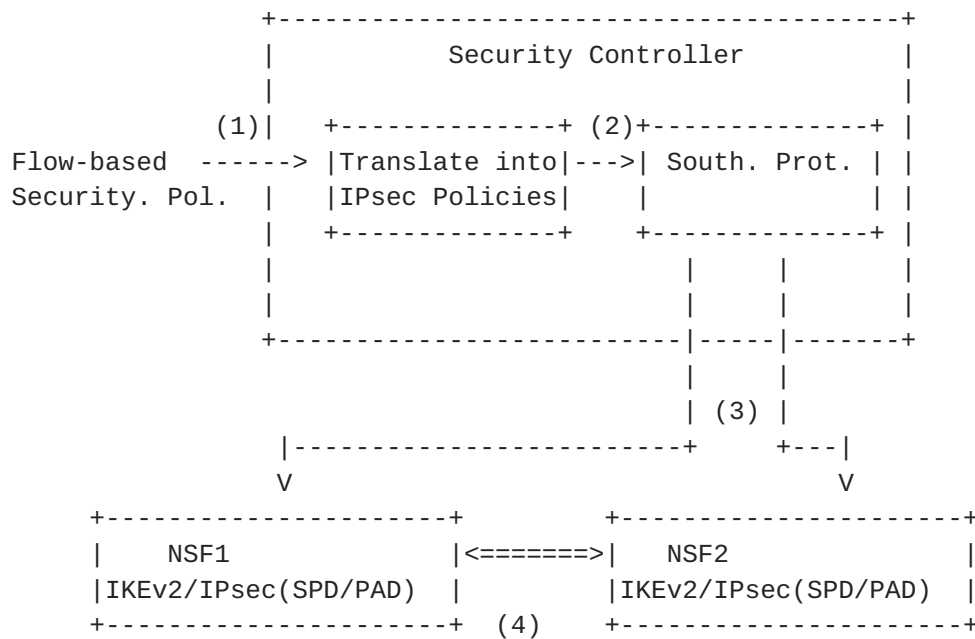 Security Controller
(1) (2)
Flow-based Translate into South. Prot.
Security. Pol. IPsec Policies
(3)
V V
NSF1 <=======> NSF2
IKEv2/IPsec(SPD/PAD) IKEv2/IPsec(SPD/PAD)
(4)